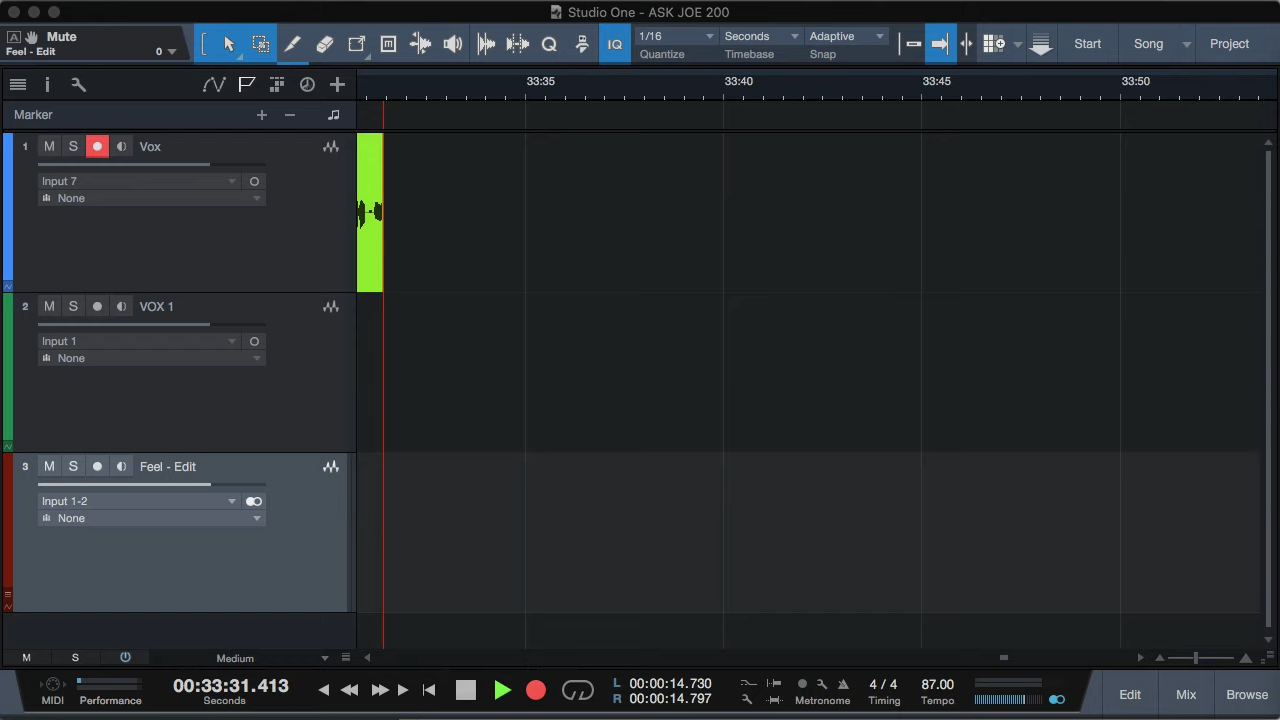 Studio One - ASK JOE 200
A Mute
Feel - Edit 0
IQ
1/16
Quantize
Seconds
Timebase
Adaptive
Snap
Start Song Project
33:35 33:40 33:45 33:50
Marker
1 M S Vox
Input 7
None
2 M S VOX 1
Input 1
None
3 M S Feel - Edit
Input 1-2
None
M S Medium
MIDI
Performance
00:33:31.413
Seconds
L 00:00:14.730
R 00:00:14.797
Metronome
4 / 4
Timing
87.00
Tempo
Edit Mix Browse